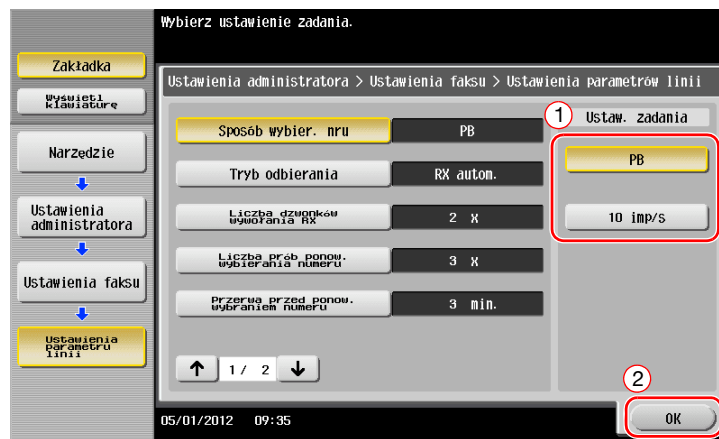 Wybierz ustawienie zadania.
Zakładka
Wyświetl
klawiaturę
Narzędzie
Ustawienia
administratora
Ustawienia faksu
Ustawienia
parametru
linii
Ustawienia administratora > Ustawienia faksu > Ustawienia parametrów linii
Sposób wybier. nru
PB
Tryb odbierania
RX autom.
Liczba dzwonków
wywołania RX
2 X
Liczba prób ponow.
wybierania numeru
3 X
Przerwa przed ponow.
wybraniem numeru
3 min.
↑ 1/ 2 ↓
1
Ustaw. zadania
PB
10 imp/s
2
05/01/2012 09:35
OK